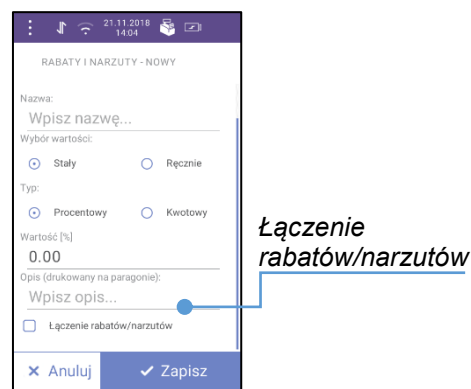 21.11.2018
14:04
RABATY I NARZUTY - NOWY
Nazwa:
Wpisz nazwę...
Wybór wartości:
Stały Ręcznie
Typ:
Procentowy Kwotowy
Wartość [%]
0.00
Opis (drukowany na paragonie):
Wpisz opis...
Łączenie rabatów/narzutów
Anuluj Zapisz
Łączenie
rabatów/narzutów